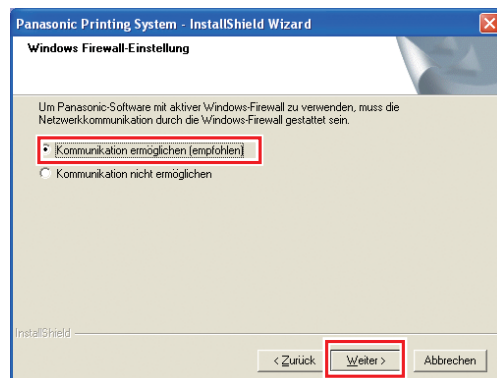 Panasonic Printing System - InstallShield Wizard
Windows Firewall-Einstellung
Um Panasonic-Software mit aktiver Windows-Firewall zu verwenden, muss die
Netzwerkkommunikation durch die Windows-Firewall gestattet sein.
Kommunikation ermöglichen (empfohlen)
Kommunikation nicht ermöglichen
InstallShield
< Zurück Weiter > Abbrechen